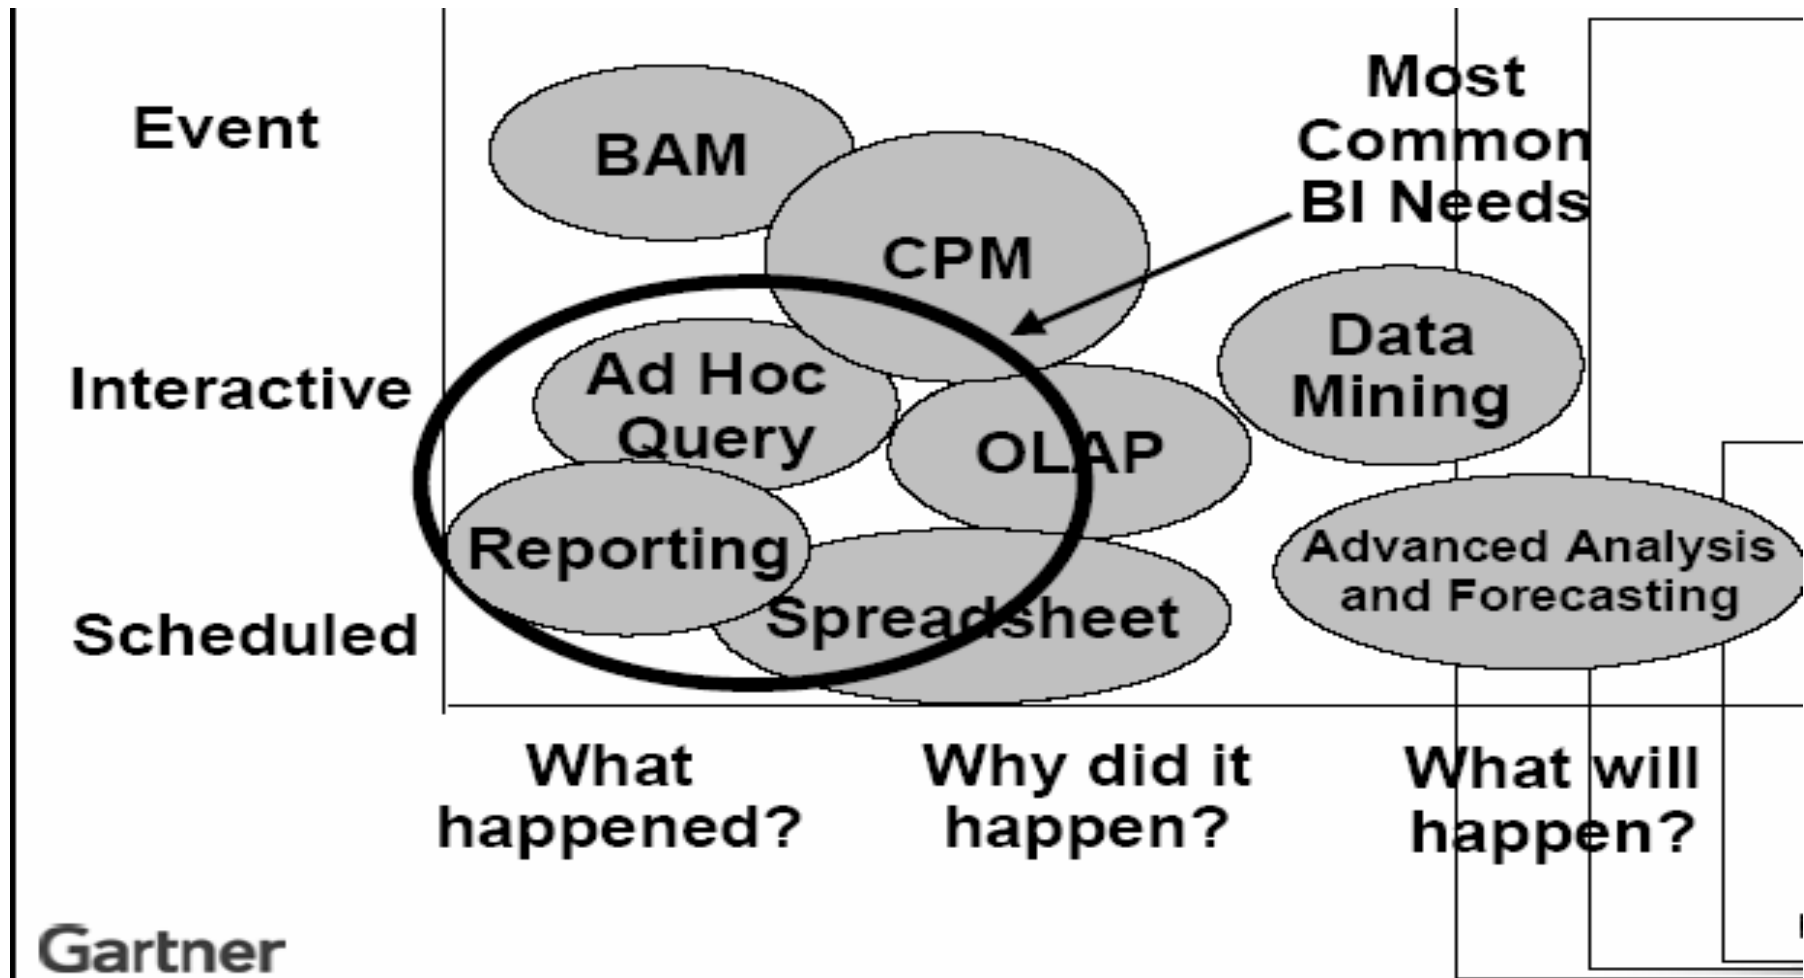 Event
BAM
Most
Common
BI Needs
CPM
Interactive
Ad Hoc
Query
Data
Mining
OLAP
Reporting
Advanced Analysis
and Forecasting
Scheduled
Spreadsheet
What
happened?
Why did it
happen?
What will
happen?
Gartner